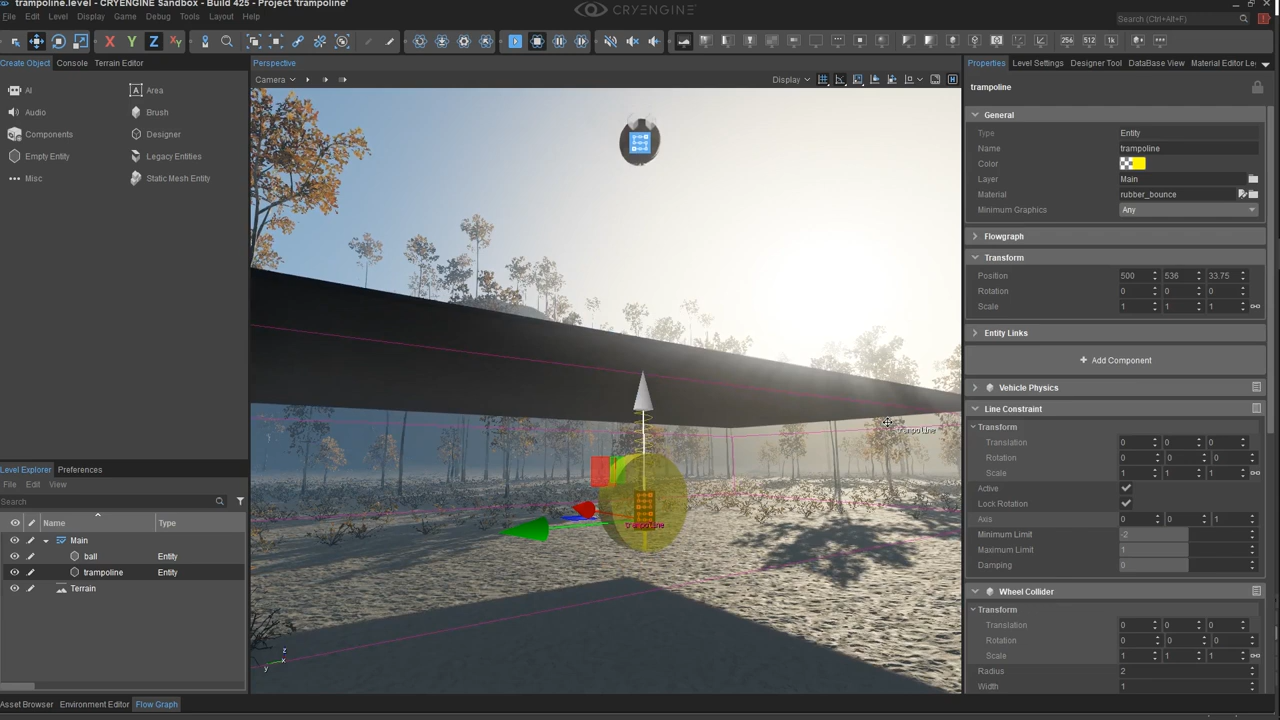 trampoline.level - CRYENGINE Sandbox - Build 425 - Project 'trampoline'
CRYENGINE
File Edit Level Display Game Debug Tools Layout Help
Search (Ctrl+Alt+F)
X Y Z XY
256 512 1k
Create Object Console Terrain Editor
AI
Area
Audio
Brush
Components
Designer
Empty Entity
Legacy Entities
Misc
Static Mesh Entity
Perspective
Camera
Display
trampoline
trampoline
z
y
x
Level Explorer Preferences
File Edit View
Search
Name Type
Main
ball Entity
trampoline Entity
Terrain
Asset Browser Environment Editor Flow Graph
Properties Level Settings Designer Tool DataBase View Material Editor Le
trampoline
General
Type Entity
Name trampoline
Color
Layer Main
Material rubber_bounce
Minimum Graphics Any
Flowgraph
Transform
Position 500 536 33.75
Rotation 0 0 0
Scale 1 1 1
Entity Links
Add Component
Vehicle Physics
Line Constraint
Transform
Translation 0 0 0
Rotation 0 0 0
Scale 1 1 1
Active
Lock Rotation
Axis 0 0 1
Minimum Limit -2
Maximum Limit 1
Damping 0
Wheel Collider
Transform
Translation 0 0 0
Rotation 0 0 0
Scale 1 1 1
Radius 2
Width 1